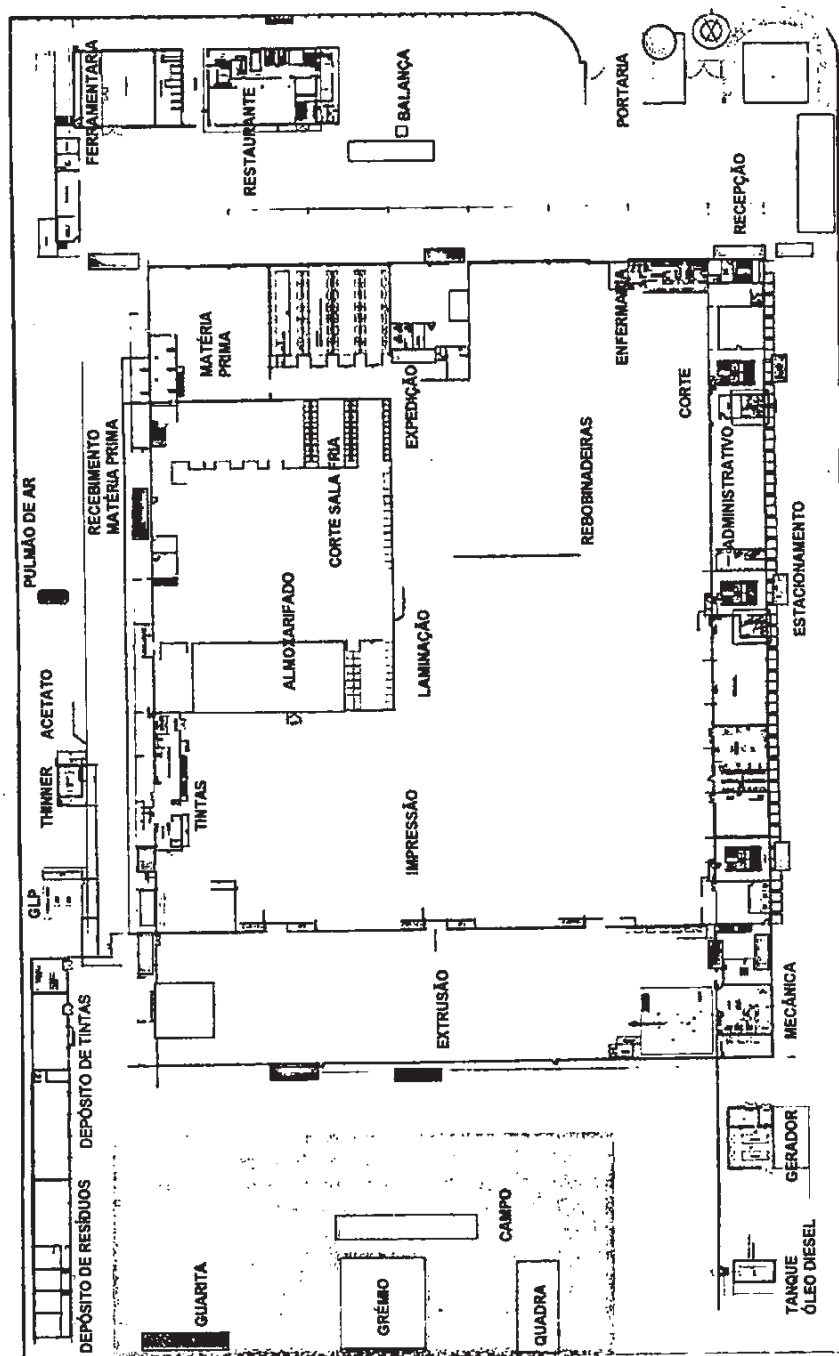 DEPÓSITO DE RESÍDUOS
DEPÓSITO DE TINTAS
GLP
THINNER
ACETATO
PULMÃO DE AR
RECEBIMENTO
MATÉRIA PRIMA
FERRAMENTARIA
GUARITA
TINTAS
MATÉRIA
PRIMA
RESTAURANTE
ALMOXARIFADO
CORTE SALA FRIA
GRÊMIO
EXTRUSÃO
IMPRESSÃO
LAMINAÇÃO
EXPEDIÇÃO
BALANÇA
CAMPO
QUADRA
REBOBINADEIRAS
ENFERMARIA
PORTARIA
CORTE
ADMINISTRATIVO
RECEPÇÃO
TANQUE
ÓLEO DIESEL
GERADOR
MECÂNICA
ESTACIONAMENTO